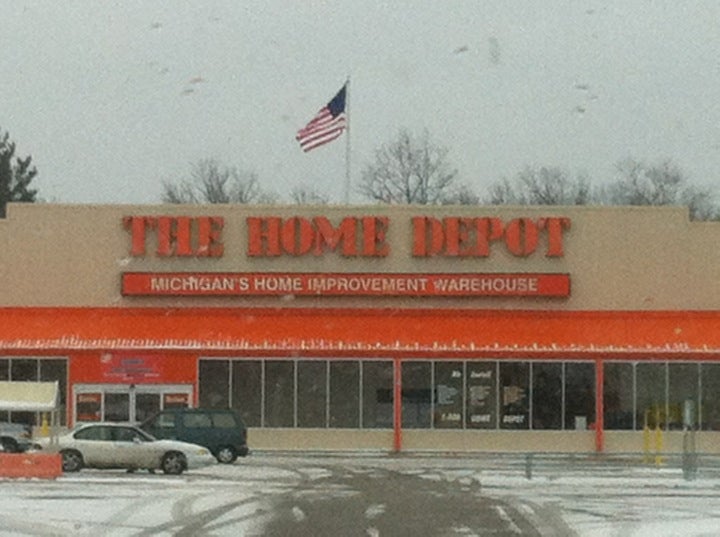 THE HOME DEPOT
MICHIGAN'S HOME IMPROVEMENT WAREHOUSE